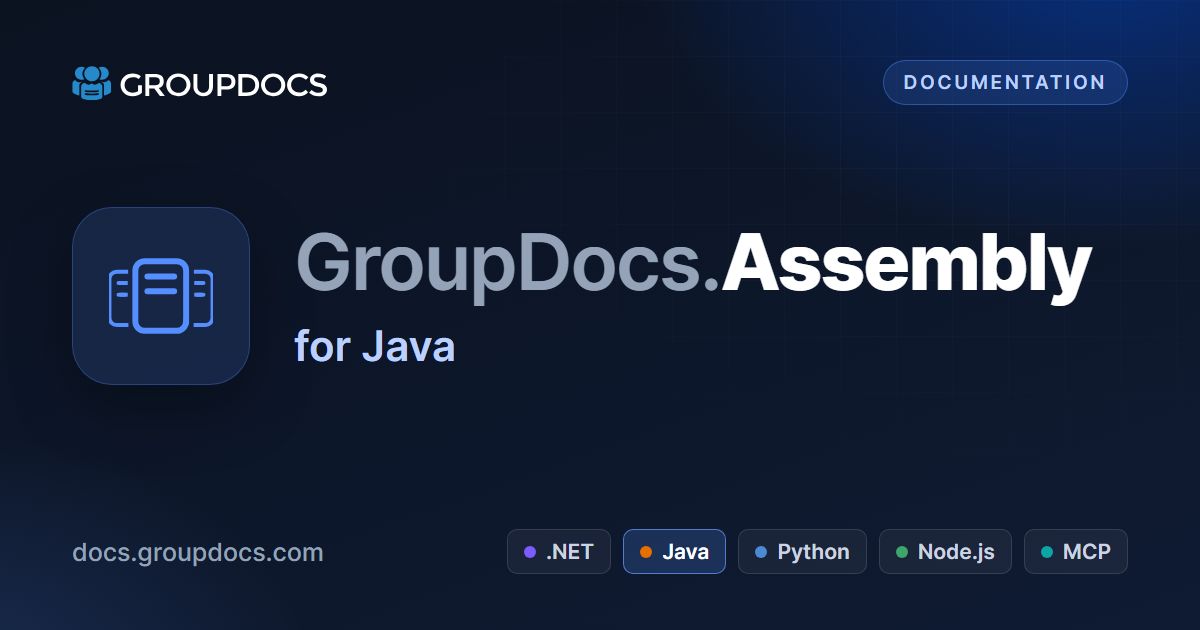 GROUPDOCS
DOCUMENTATION
GroupDocs.Assembly
for Java
docs.groupdocs.com
.NET
Java
Python
Node.js
MCP